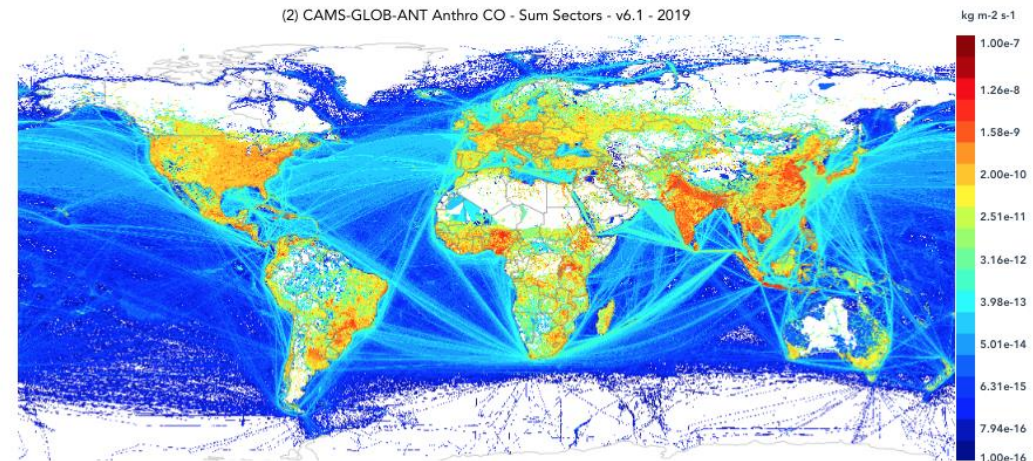 (2) CAMS-GLOB-ANT Anthro CO - Sum Sectors - v6.1 - 2019
kg m-2 s-1
1.00e-7
1.26e-8
1.58e-9
2.00e-10
2.51e-11
3.16e-12
3.98e-13
5.01e-14
6.31e-15
7.94e-16
1.00e-16